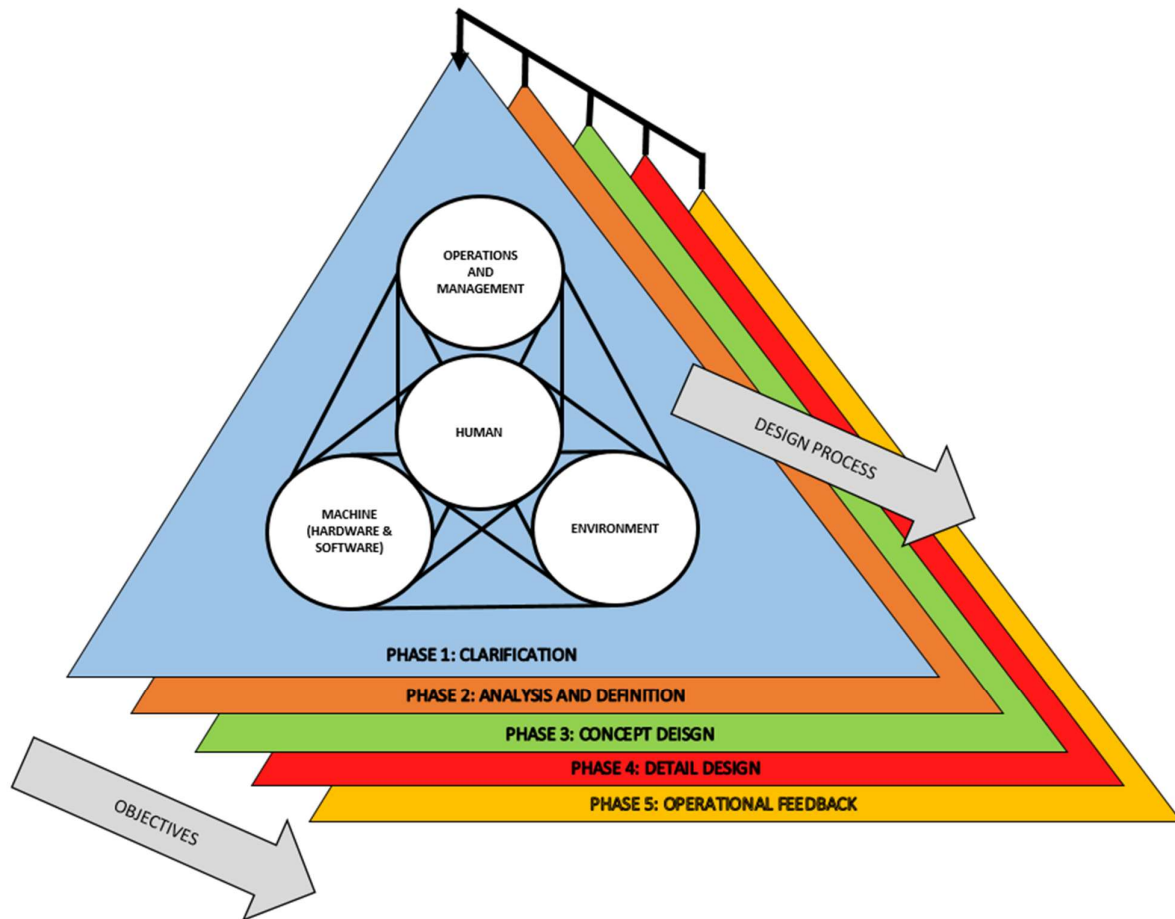 OPERATIONS
AND
MANAGEMENT
HUMAN
MACHINE
(HARDWARE &
SOFTWARE)
ENVIRONMENT
DESIGN PROCESS
PHASE 1: CLARIFICATION
PHASE 2: ANALYSIS AND DEFINITION
PHASE 3: CONCEPT DEISGN
PHASE 4: DETAIL DESIGN
PHASE 5: OPERATIONAL FEEDBACK
OBJECTIVES